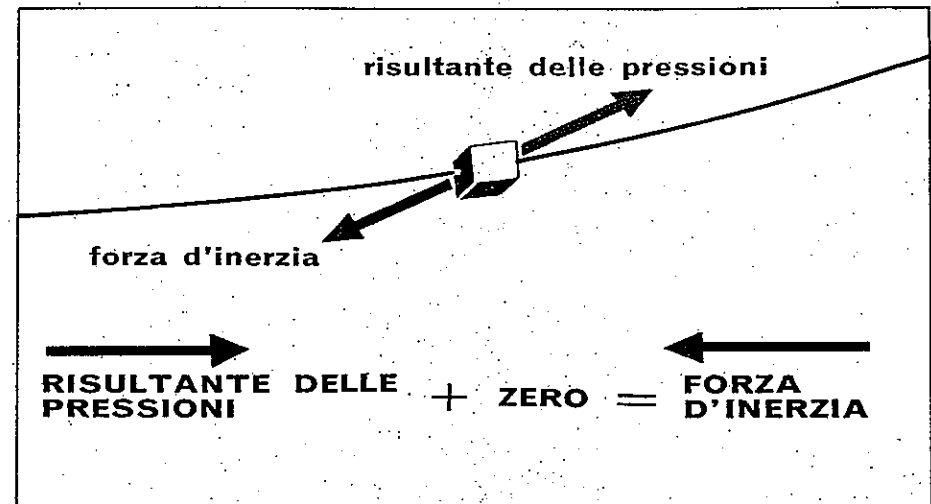 risultante delle pressioni
forza d'inerzia
RISULTANTE DELLE PRESSIONI + ZERO = FORZA D'INERZIA